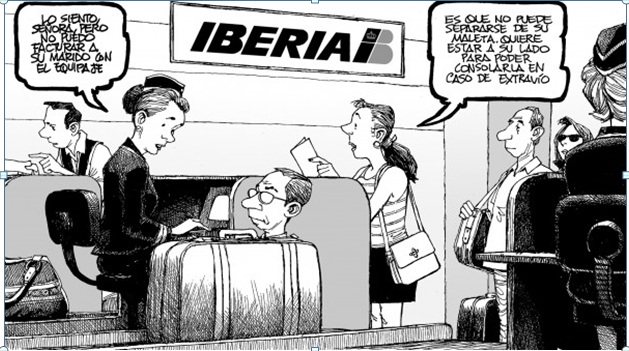 LO SIENTO,
SEÑORA, PERO
NO PUEDO
FACTURAR A
SU MARIDO CON
EL EQUIPAJE
IBERIA IB
ES QUE NO PUEDE
SEPARARSE DE SU
MALETA. QUIERE
ESTAR A SU LADO
PARA PODER
CONSOLARLA EN
CASO DE EXTRAVÍO